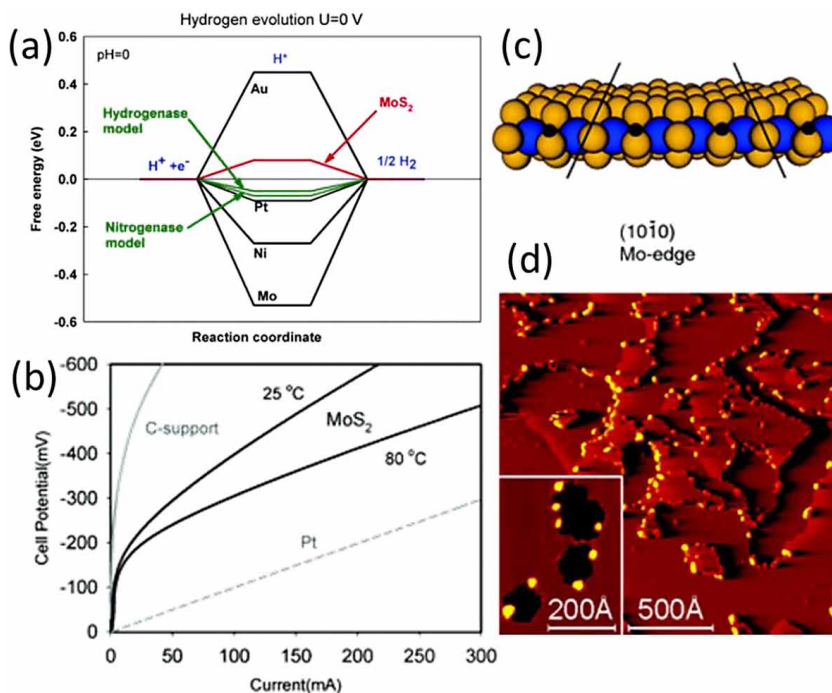 (a)
Hydrogen evolution U=0 V
pH=0
H*
Au
MoS2
Hydrogenase
model
H+ +e-
1/2 H2
Pt
Nitrogenase
model
Ni
Mo
Free energy (eV)
0.4
0.2
0.0
-0.2
-0.4
-0.6
Reaction coordinate
(b)
-600
-500
-400
-300
-200
-100
0
Cell Potential(mV)
C-support
25 °C
MoS2
80 °C
Pt
0
50
100
150
200
250
300
Current(mA)
(c)
(101̄0)
Mo-edge
(d)
200Å
500Å